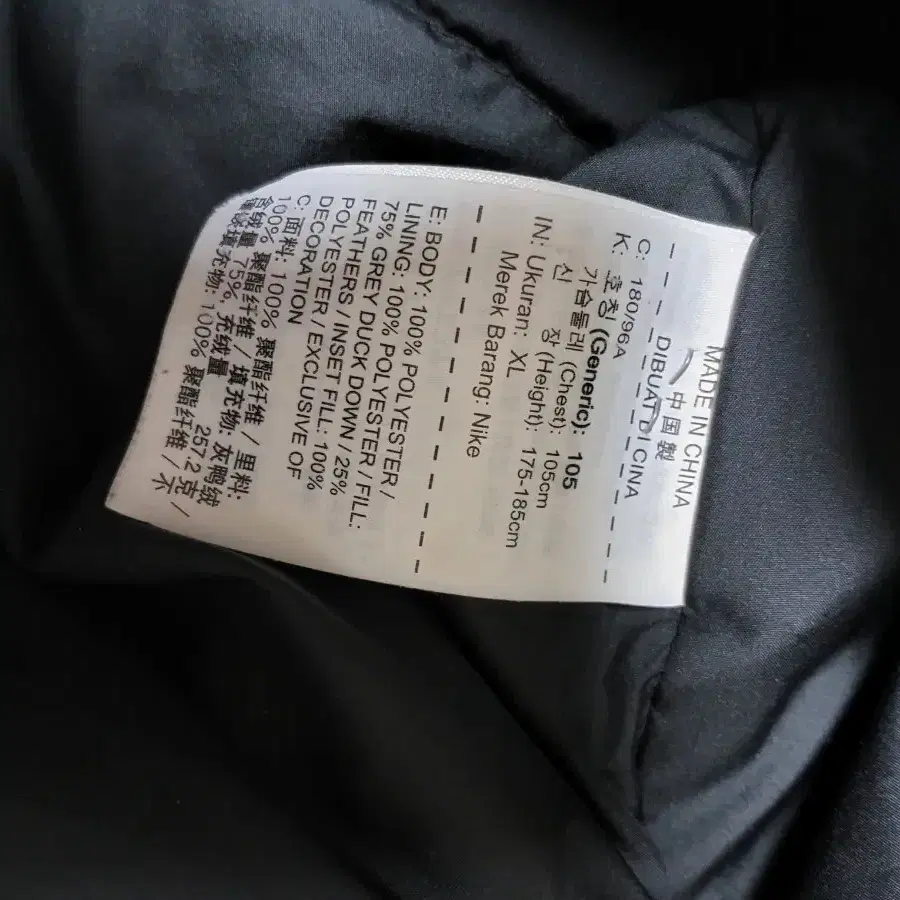 MADE IN CHINA
中国製
DIBUAT DI CINA
C: 180/96A
K: 호칭 (Generic): 105
가슴둘레 (Chest): 105cm
신 장 (Height): 175-185cm
IN: Ukuran: XL
Merek Barang: Nike
E: BODY: 100% POLYESTER /
LINING: 100% POLYESTER / FILL:
75% GREY DUCK DOWN / 25%
FEATHERS / INSET FILL: 100%
POLYESTER / EXCLUSIVE OF
DECORATION
C: 面料: 100% 聚酯纤维 / 里料:
100% 聚酯纤维 / 填充物: 灰鸭绒
含绒量 75%, 充绒量 257.2 克 /
填充物: 100% 聚酯纤维 / 不